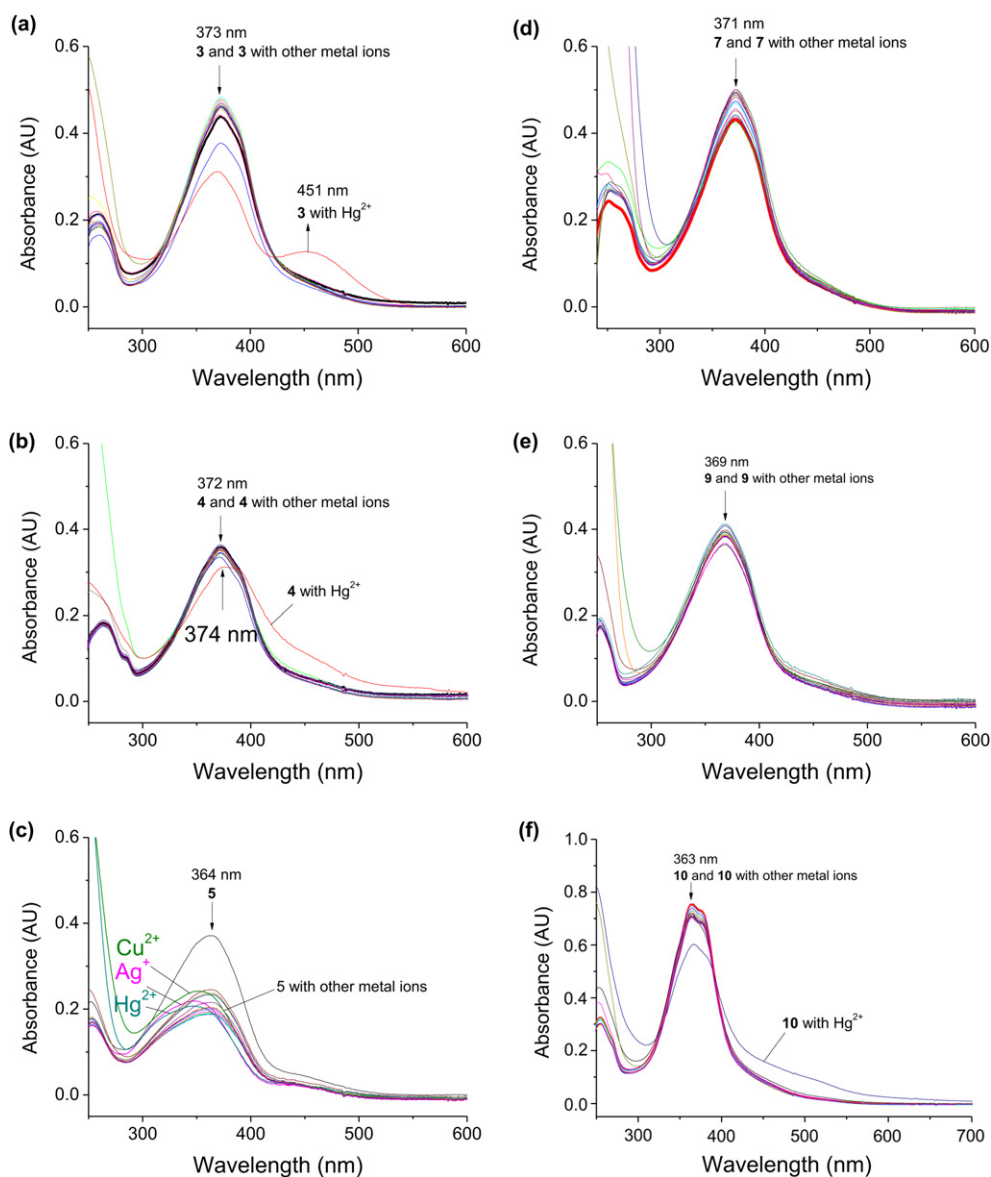 (a)
0.6
0.4
0.2
0.0
Absorbance (AU)
373 nm
3 and 3 with other metal ions
451 nm
3 with Hg²⁺
300 400 500 600
Wavelength (nm)
(d)
0.6
0.4
0.2
0.0
Absorbance (AU)
371 nm
7 and 7 with other metal ions
300 400 500 600
Wavelength (nm)
(b)
0.6
0.4
0.2
0.0
Absorbance (AU)
372 nm
4 and 4 with other metal ions
4 with Hg²⁺
374 nm
300 400 500 600
Wavelength (nm)
(e)
0.6
0.4
0.2
0.0
Absorbance (AU)
369 nm
9 and 9 with other metal ions
300 400 500 600
Wavelength (nm)
(c)
0.6
0.4
0.2
0.0
Absorbance (AU)
364 nm
5
Cu²⁺
Ag⁺
Hg²⁺
5 with other metal ions
300 400 500 600
Wavelength (nm)
(f)
1.0
0.8
0.6
0.4
0.2
0.0
Absorbance (AU)
363 nm
10 and 10 with other metal ions
10 with Hg²⁺
300 400 500 600 700
Wavelength (nm)